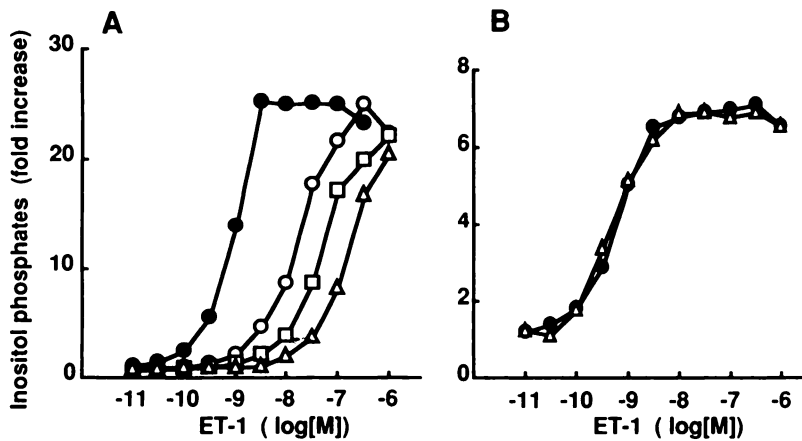 A
B
Inositol phosphates (fold increase)
30
20
10
0
-11 -10 -9 -8 -7 -6
ET-1 ( log[M])
8
6
4
2
0
-11 -10 -9 -8 -7 -6
ET-1 ( log[M])